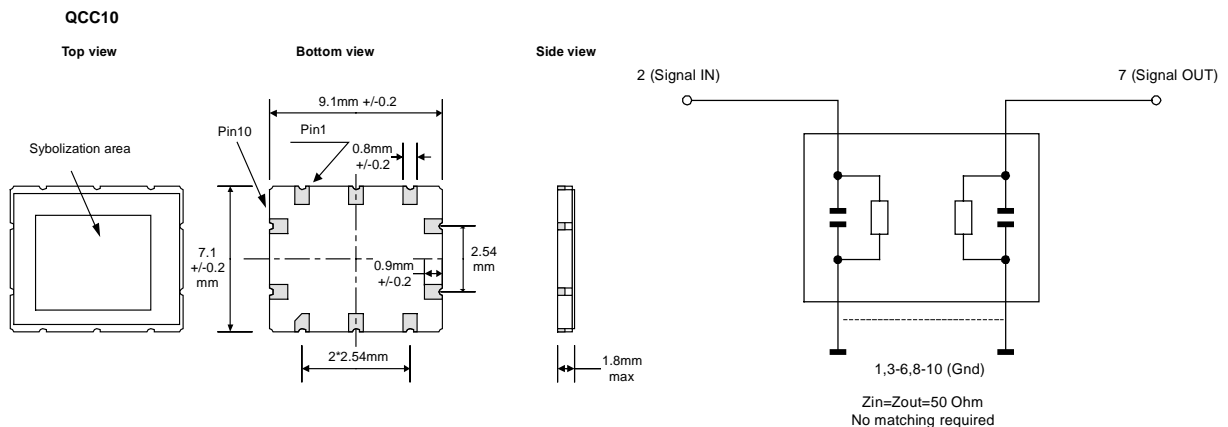 QCC10
Top view
Bottom view
Side view
2 (Signal IN)
7 (Signal OUT)
9.1mm +/-0.2
Pin10
Pin1
0.8mm
+/-0.2
Sybolization area
7.1
+/-0.2
mm
0.9mm
+/-0.2
2.54
mm
2*2.54mm
1.8mm
max
1,3-6,8-10 (Gnd)
Zin=Zout=50 Ohm
No matching required